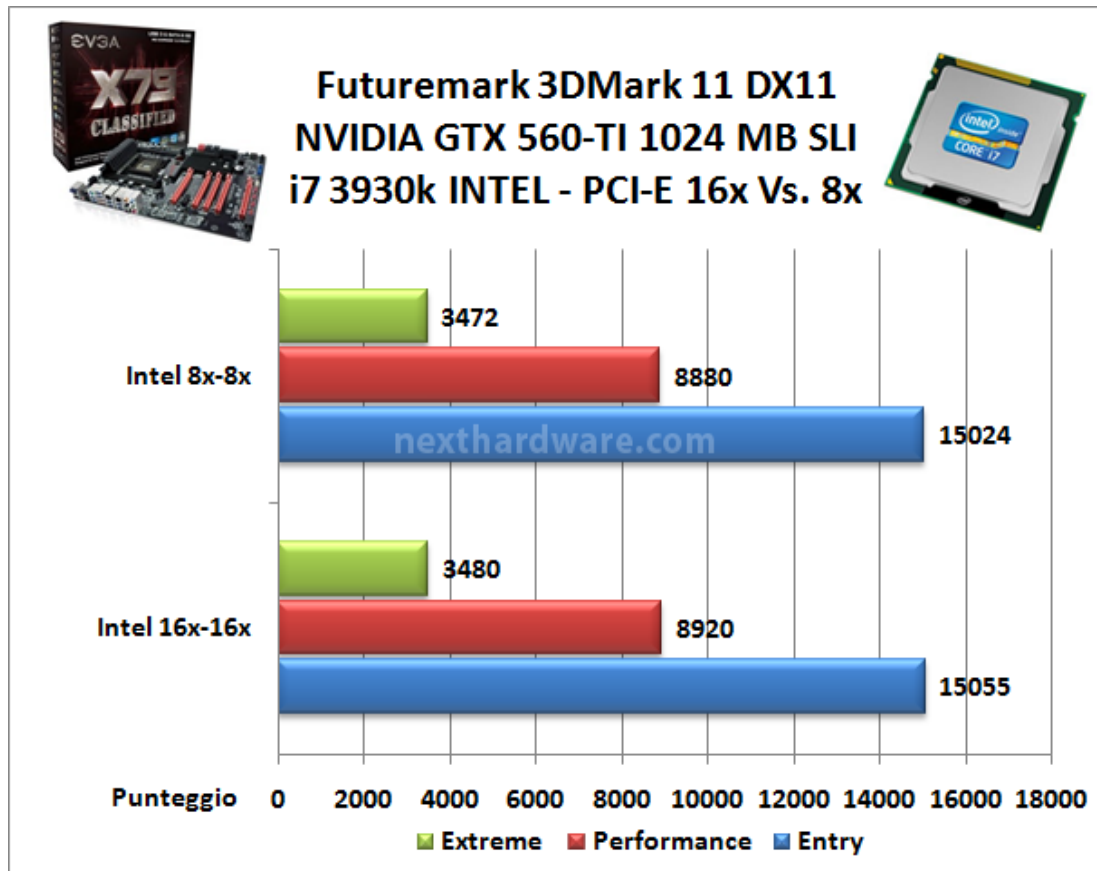 EVGA
X79
CLASSIFIED
Futuremark 3DMark 11 DX11
NVIDIA GTX 560-TI 1024 MB SLI
i7 3930k INTEL - PCI-E 16x Vs. 8x
intel inside
CORE i7
3472
Intel 8x-8x
8880
nexthardware.com
15024
3480
Intel 16x-16x
8920
15055
Punteggio 0 2000 4000 6000 8000 10000 12000 14000 16000 18000
Extreme Performance Entry